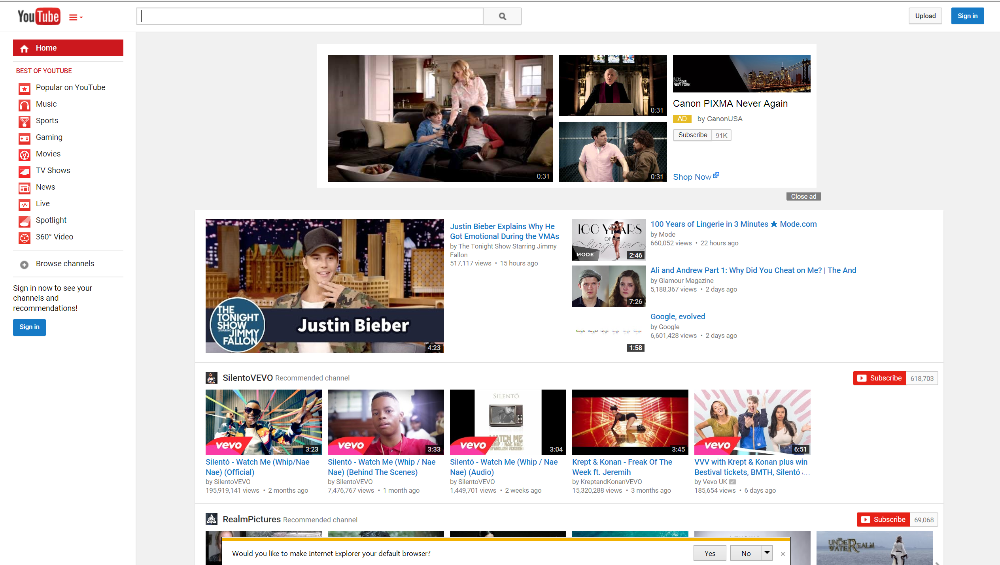 YouTube
Upload
Sign in
Home
BEST OF YOUTUBE
Popular on YouTube
Music
Sports
Gaming
Movies
TV Shows
News
Live
Spotlight
360° Video
Browse channels
Sign in now to see your
channels and
recommendations!
Sign in
0:31
0:31
0:31
EXPO2015
NEW YORK
Canon PIXMA Never Again
AD by CanonUSA
Subscribe 91K
Shop Now
Close ad
THE
TONIGHT
SHOW
STARRING
JIMMY
FALLON
Justin Bieber
4:23
Justin Bieber Explains Why He
Got Emotional During the VMAs
by The Tonight Show Starring Jimmy
Fallon
517,117 views • 15 hours ago
100 YEARS
OF
lingerie
MODE
2:46
100 Years of Lingerie in 3 Minutes ★ Mode.com
by Mode
660,052 views • 22 hours ago
7:26
Ali and Andrew Part 1: Why Did You Cheat on Me? | The And
by Glamour Magazine
5,188,367 views • 2 days ago
Google Google! Google Google Google Google
1:58
Google, evolved
by Google
6,601,428 views • 2 days ago
SilentoVEVO Recommended channel
Subscribe 618,703
vevo
3:23
Silentó - Watch Me (Whip/Nae
Nae) (Official)
by SilentoVEVO
195,919,141 views • 2 months ago
vevo
3:33
Silentó - Watch Me (Whip / Nae
Nae) (Behind The Scenes)
by SilentoVEVO
7,476,767 views • 1 month ago
SILENTÓ
WATCH ME
(WHIP / NAE NAE)
(SPANGLISH VERSION)
vevo
3:04
Silentó - Watch Me (Whip / Nae
Nae) (Audio)
by SilentoVEVO
1,449,701 views • 2 weeks ago
3:45
Krept & Konan - Freak Of The
Week ft. Jeremih
by KreptandKonanVEVO
15,320,288 views • 3 months ago
vevo
6:51
VVV with Krept & Konan plus win
Bestival tickets, BMTH, Silentó ...
by Vevo UK
185,654 views • 6 days ago
RealmPictures Recommended channel
Subscribe 69,068
UNDERWATER REALM
Would you like to make Internet Explorer your default browser?
Yes
No
×